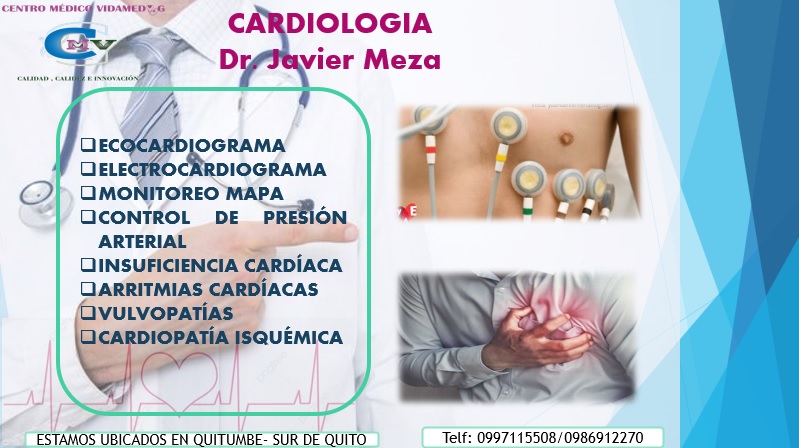 CENTRO MÉDICO VIDAMED
G
CMV
CALIDAD , CALIDEZ E INNOVACIÓN
CARDIOLOGIA
Dr. Javier Meza
❑ECOCARDIOGRAMA
❑ELECTROCARDIOGRAMA
❑MONITOREO MAPA
❑CONTROL DE PRESIÓN
ARTERIAL
❑INSUFICIENCIA CARDÍACA
❑ARRITMIAS CARDÍACAS
❑VULVOPATÍAS
❑CARDIOPATÍA ISQUÉMICA
ESTAMOS UBICADOS EN QUITUMBE- SUR DE QUITO
Telf: 0997115508/0986912270